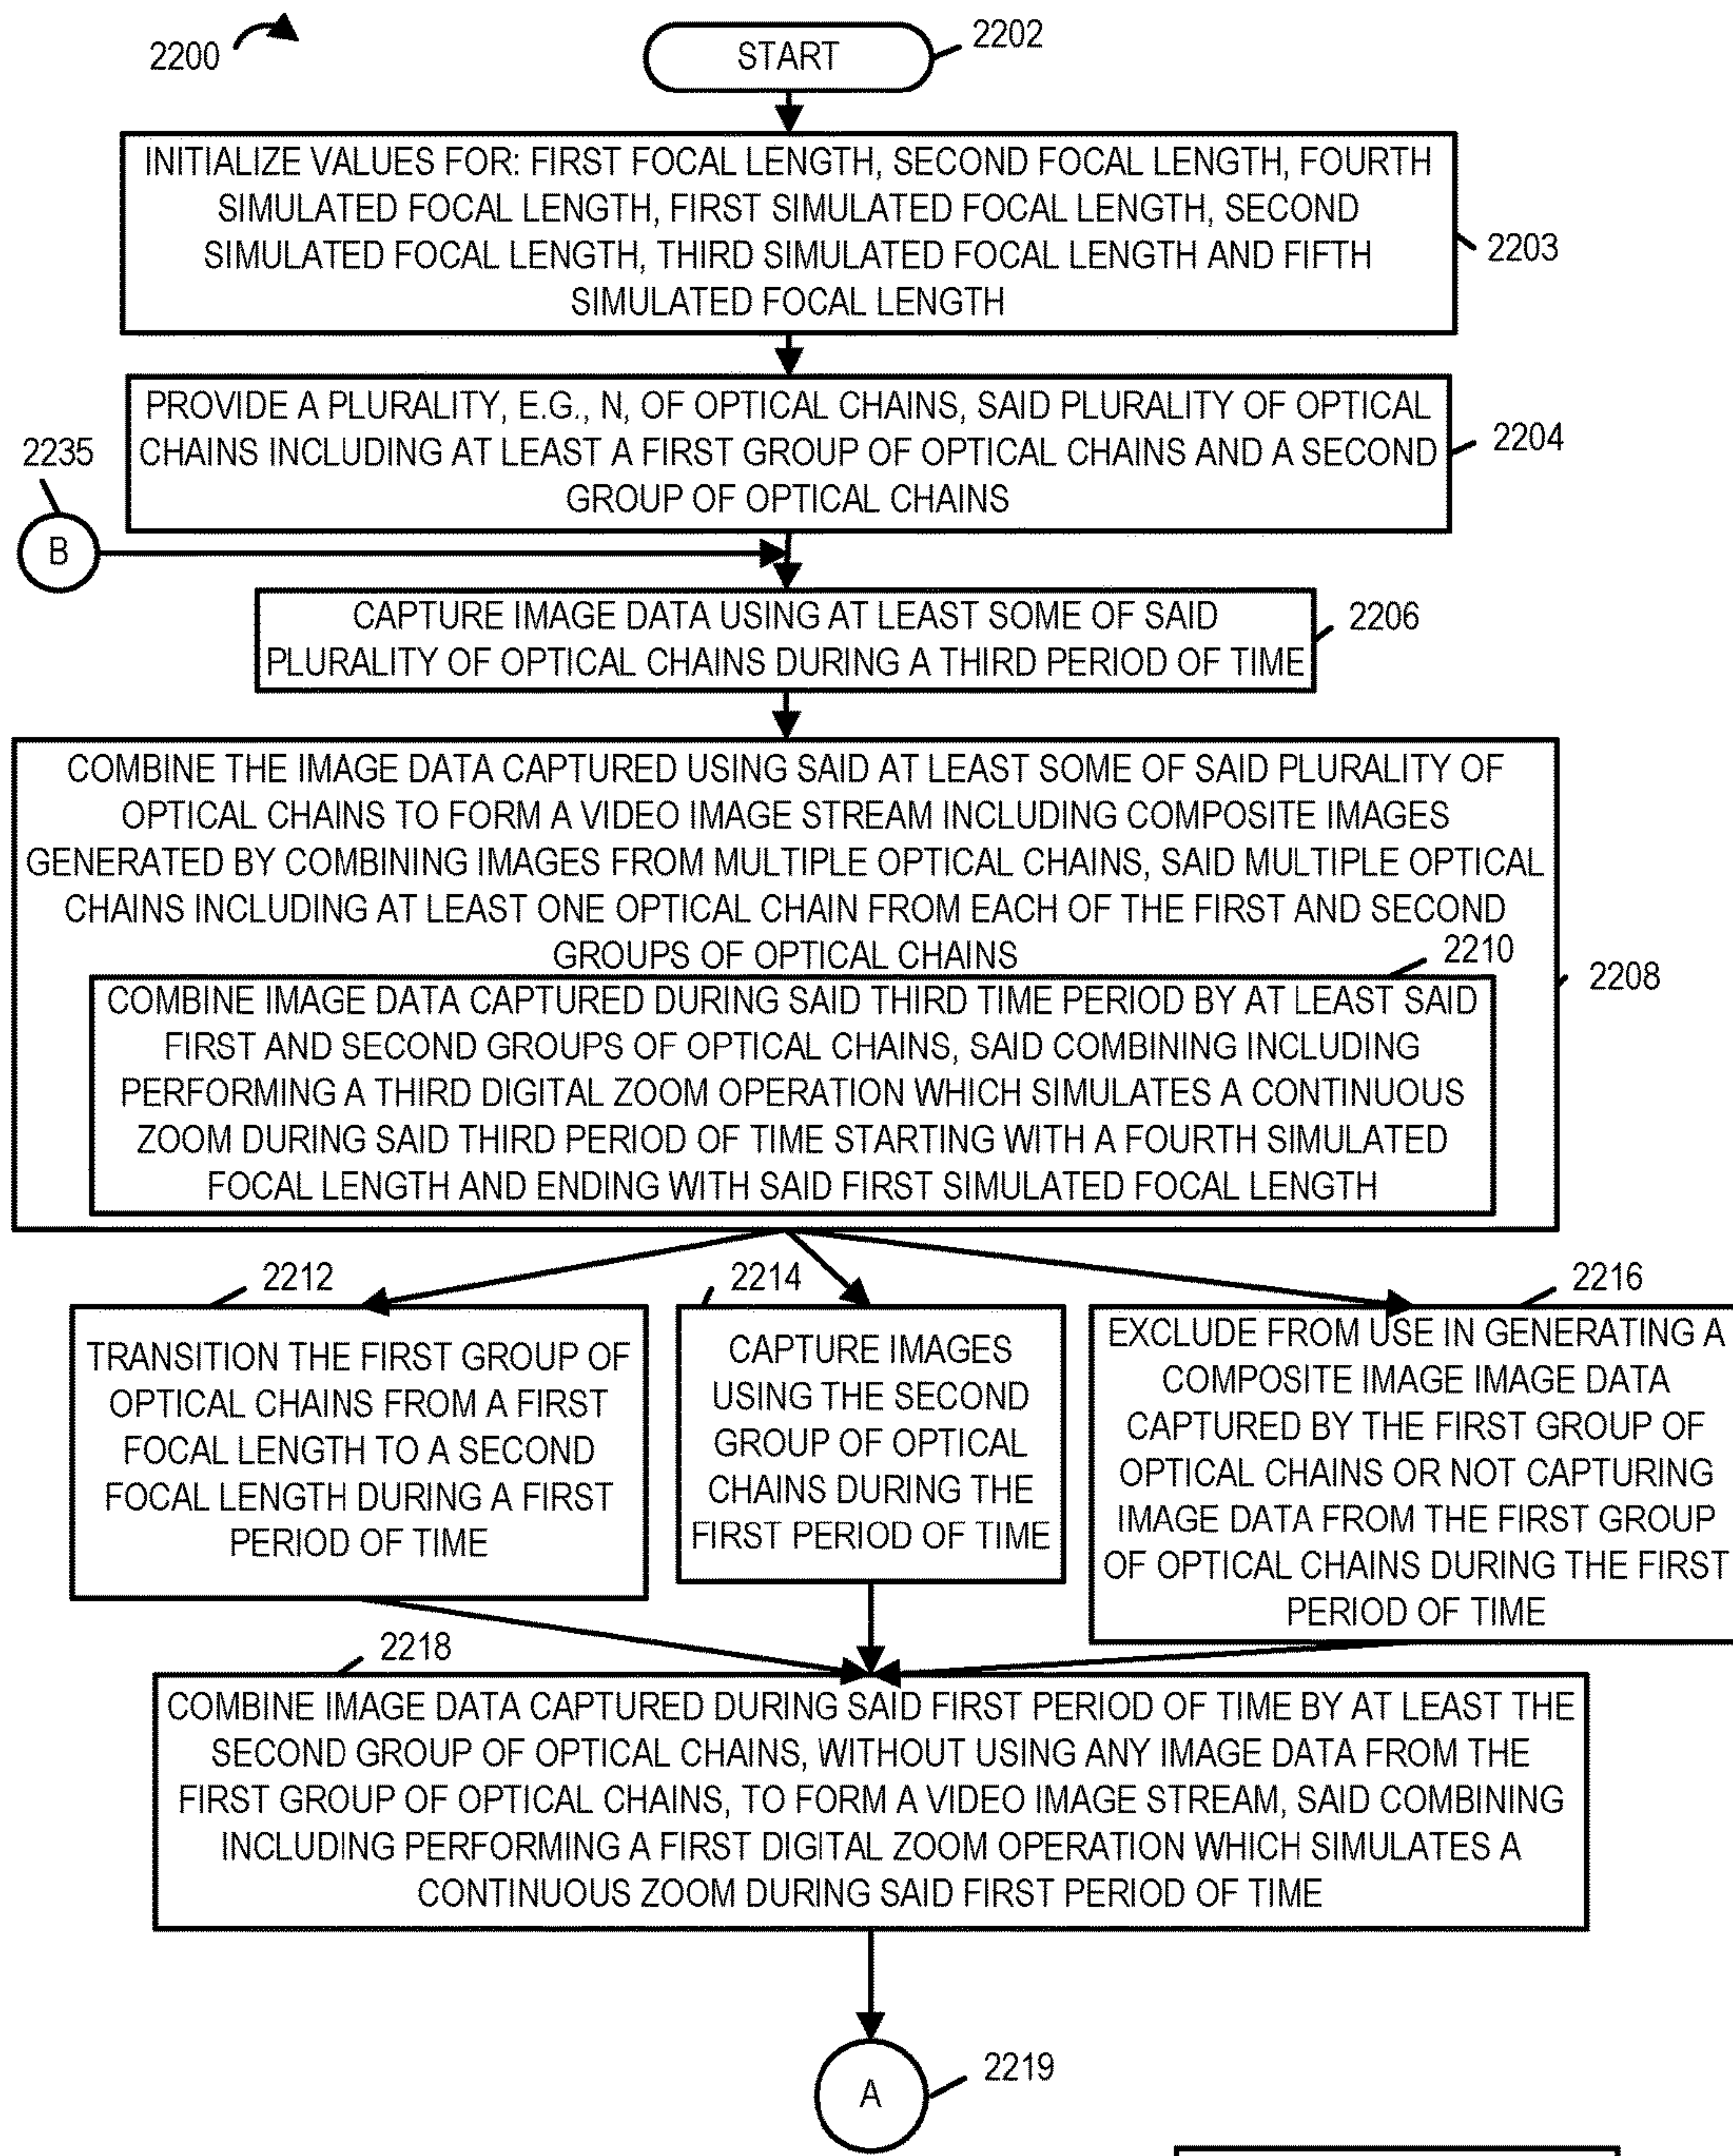 2200
START
2202
INITIALIZE VALUES FOR: FIRST FOCAL LENGTH, SECOND FOCAL LENGTH, FOURTH
SIMULATED FOCAL LENGTH, FIRST SIMULATED FOCAL LENGTH, SECOND
SIMULATED FOCAL LENGTH, THIRD SIMULATED FOCAL LENGTH AND FIFTH
SIMULATED FOCAL LENGTH
2203
PROVIDE A PLURALITY, E.G., N, OF OPTICAL CHAINS, SAID PLURALITY OF OPTICAL
CHAINS INCLUDING AT LEAST A FIRST GROUP OF OPTICAL CHAINS AND A SECOND
GROUP OF OPTICAL CHAINS
2204
2235
B
CAPTURE IMAGE DATA USING AT LEAST SOME OF SAID
PLURALITY OF OPTICAL CHAINS DURING A THIRD PERIOD OF TIME
2206
COMBINE THE IMAGE DATA CAPTURED USING SAID AT LEAST SOME OF SAID PLURALITY OF
OPTICAL CHAINS TO FORM A VIDEO IMAGE STREAM INCLUDING COMPOSITE IMAGES
GENERATED BY COMBINING IMAGES FROM MULTIPLE OPTICAL CHAINS, SAID MULTIPLE OPTICAL
CHAINS INCLUDING AT LEAST ONE OPTICAL CHAIN FROM EACH OF THE FIRST AND SECOND
GROUPS OF OPTICAL CHAINS
2210
2208
COMBINE IMAGE DATA CAPTURED DURING SAID THIRD TIME PERIOD BY AT LEAST SAID
FIRST AND SECOND GROUPS OF OPTICAL CHAINS, SAID COMBINING INCLUDING
PERFORMING A THIRD DIGITAL ZOOM OPERATION WHICH SIMULATES A CONTINUOUS
ZOOM DURING SAID THIRD PERIOD OF TIME STARTING WITH A FOURTH SIMULATED
FOCAL LENGTH AND ENDING WITH SAID FIRST SIMULATED FOCAL LENGTH
2212
TRANSITION THE FIRST GROUP OF
OPTICAL CHAINS FROM A FIRST
FOCAL LENGTH TO A SECOND
FOCAL LENGTH DURING A FIRST
PERIOD OF TIME
2214
CAPTURE IMAGES
USING THE SECOND
GROUP OF OPTICAL
CHAINS DURING THE
FIRST PERIOD OF TIME
2216
EXCLUDE FROM USE IN GENERATING A
COMPOSITE IMAGE IMAGE DATA
CAPTURED BY THE FIRST GROUP OF
OPTICAL CHAINS OR NOT CAPTURING
IMAGE DATA FROM THE FIRST GROUP
OF OPTICAL CHAINS DURING THE FIRST
PERIOD OF TIME
2218
COMBINE IMAGE DATA CAPTURED DURING SAID FIRST PERIOD OF TIME BY AT LEAST THE
SECOND GROUP OF OPTICAL CHAINS, WITHOUT USING ANY IMAGE DATA FROM THE
FIRST GROUP OF OPTICAL CHAINS, TO FORM A VIDEO IMAGE STREAM, SAID COMBINING
INCLUDING PERFORMING A FIRST DIGITAL ZOOM OPERATION WHICH SIMULATES A
CONTINUOUS ZOOM DURING SAID FIRST PERIOD OF TIME
A
2219